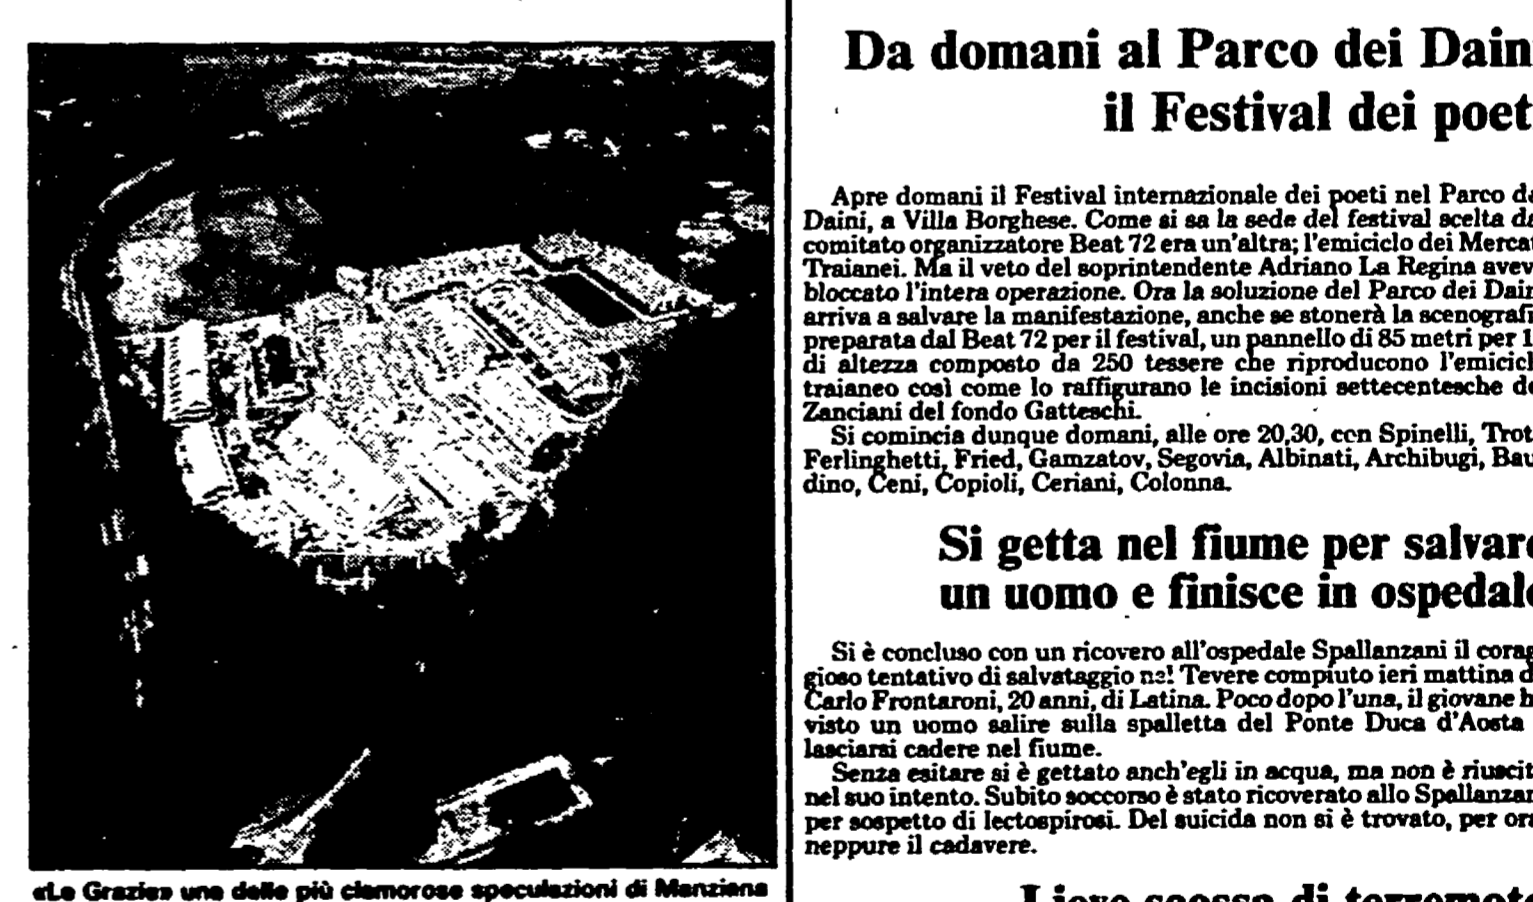 «Le Grazie» una delle più clamorose speculazioni di Manziana
Da domani al Parco dei Dain
il Festival dei poet
Apre domani il Festival internazionale dei poeti nel Parco de
Daini, a Villa Borghese. Come si sa la sede del festival scelta da
comitato organizzatore Beat 72 era un'altra; l'emiciclo dei Mercat
Traianei. Ma il veto del soprintendente Adriano La Regina avev
bloccato l'intera operazione. Ora la soluzione del Parco dei Dain
arriva a salvare la manifestazione, anche se stonerà la scenografi
preparata dal Beat 72 per il festival, un pannello di 85 metri per 1
di altezza composto da 250 tessere che riproducono l'emicicl
traianeo così come lo raffigurano le incisioni settecentesche de
Zanciani del fondo Gatteschi.
Si comincia dunque domani, alle ore 20,30, con Spinelli, Trot
Ferlinghetti, Fried, Gamzatov, Segovia, Albinati, Archibugi, Bau
dino, Ceni, Copioli, Ceriani, Colonna.
Si getta nel fiume per salvare
un uomo e finisce in ospedale
Si è concluso con un ricovero all'ospedale Spallanzani il corag
gioso tentativo di salvataggio nel Tevere compiuto ieri mattina d
Carlo Frontaroni, 20 anni, di Latina. Poco dopo l'una, il giovane h
visto un uomo salire sulla spalletta del Ponte Duca d'Aosta
lasciarsi cadere nel fiume.
Senza esitare si è gettato anch'egli in acqua, ma non è riuscit
nel suo intento. Subito soccorso è stato ricoverato allo Spallanzan
per sospetto di lectospirosi. Del suicida non si è trovato, per ora
neppure il cadavere.
Lieve scossa di terremoto